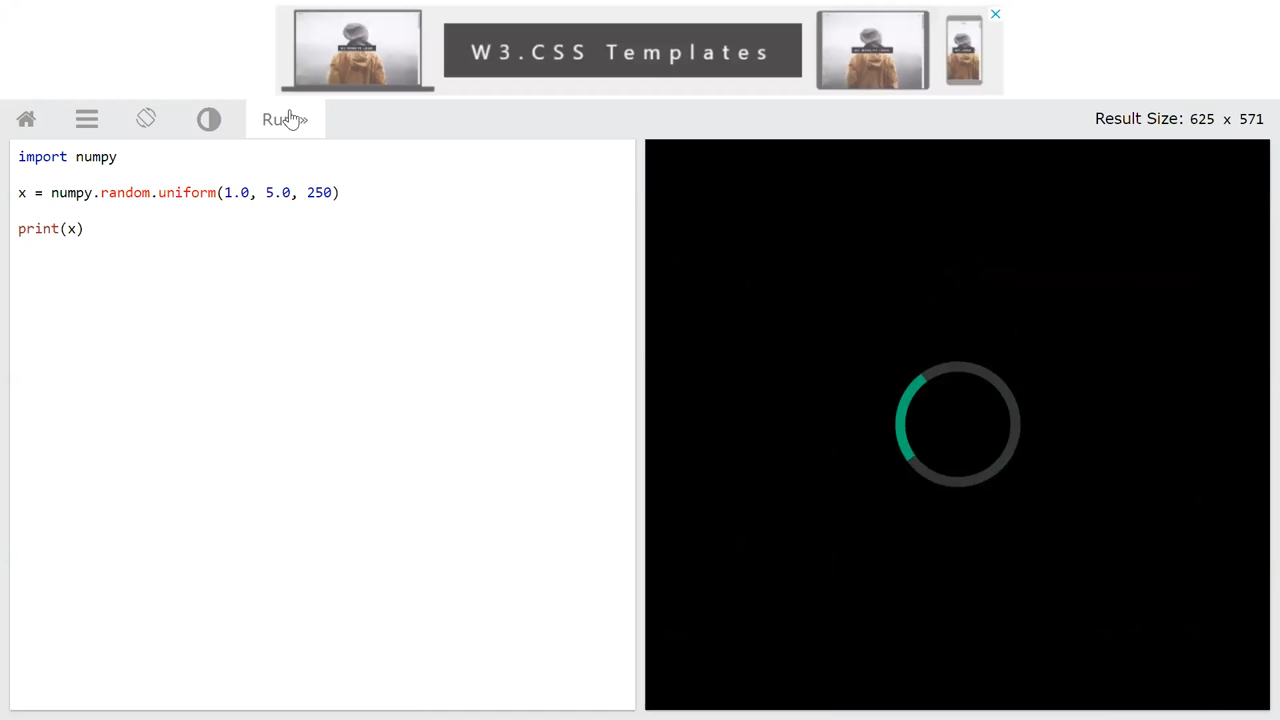 W3.CSS Templates
Run »
Result Size: 625 x 571
import numpy
x = numpy.random.uniform(1.0, 5.0, 250)
print(x)